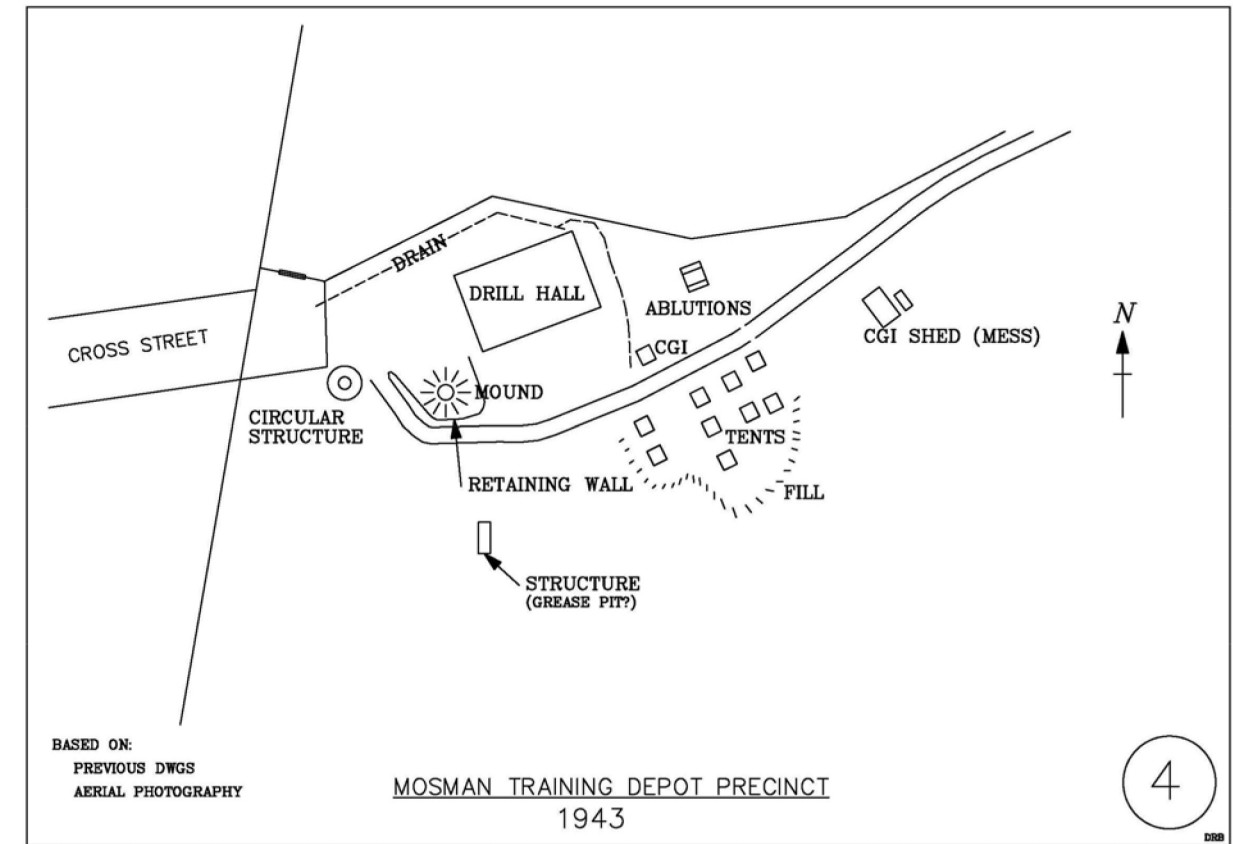 DRAIN
DRILL HALL
ABLUTIONS
CGI
CGI SHED (MESS)
N
CROSS STREET
MOUND
CIRCULAR
STRUCTURE
TENTS
RETAINING WALL
FILL
STRUCTURE
(GREASE PIT?)
BASED ON:
PREVIOUS DWGS
AERIAL PHOTOGRAPHY
MOSMAN TRAINING DEPOT PRECINCT
1943
4
DRB